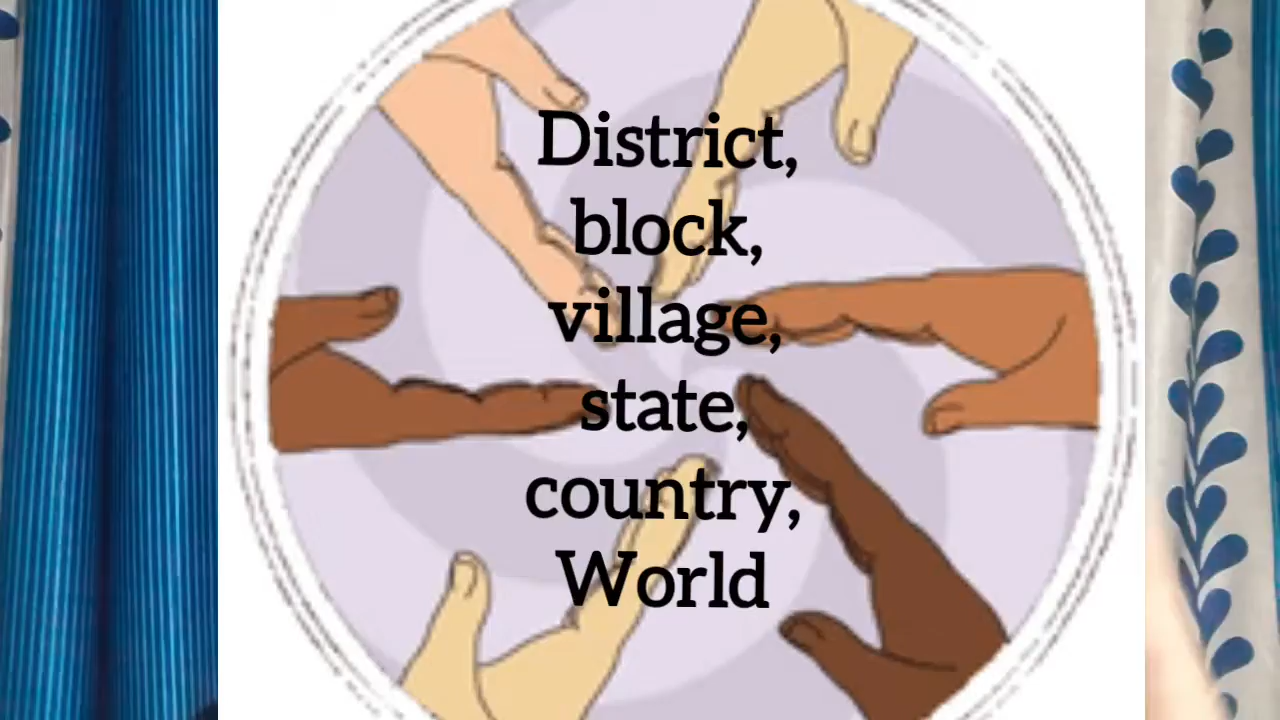 District,
block,
village,
state,
country,
World